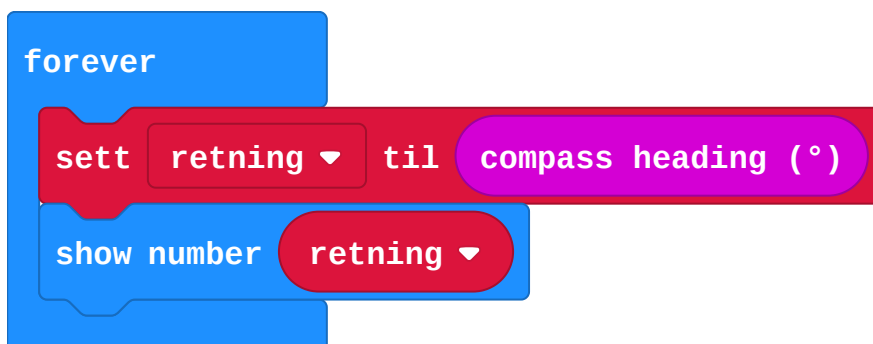 forever
sett retning til compass heading (°)
show number retning